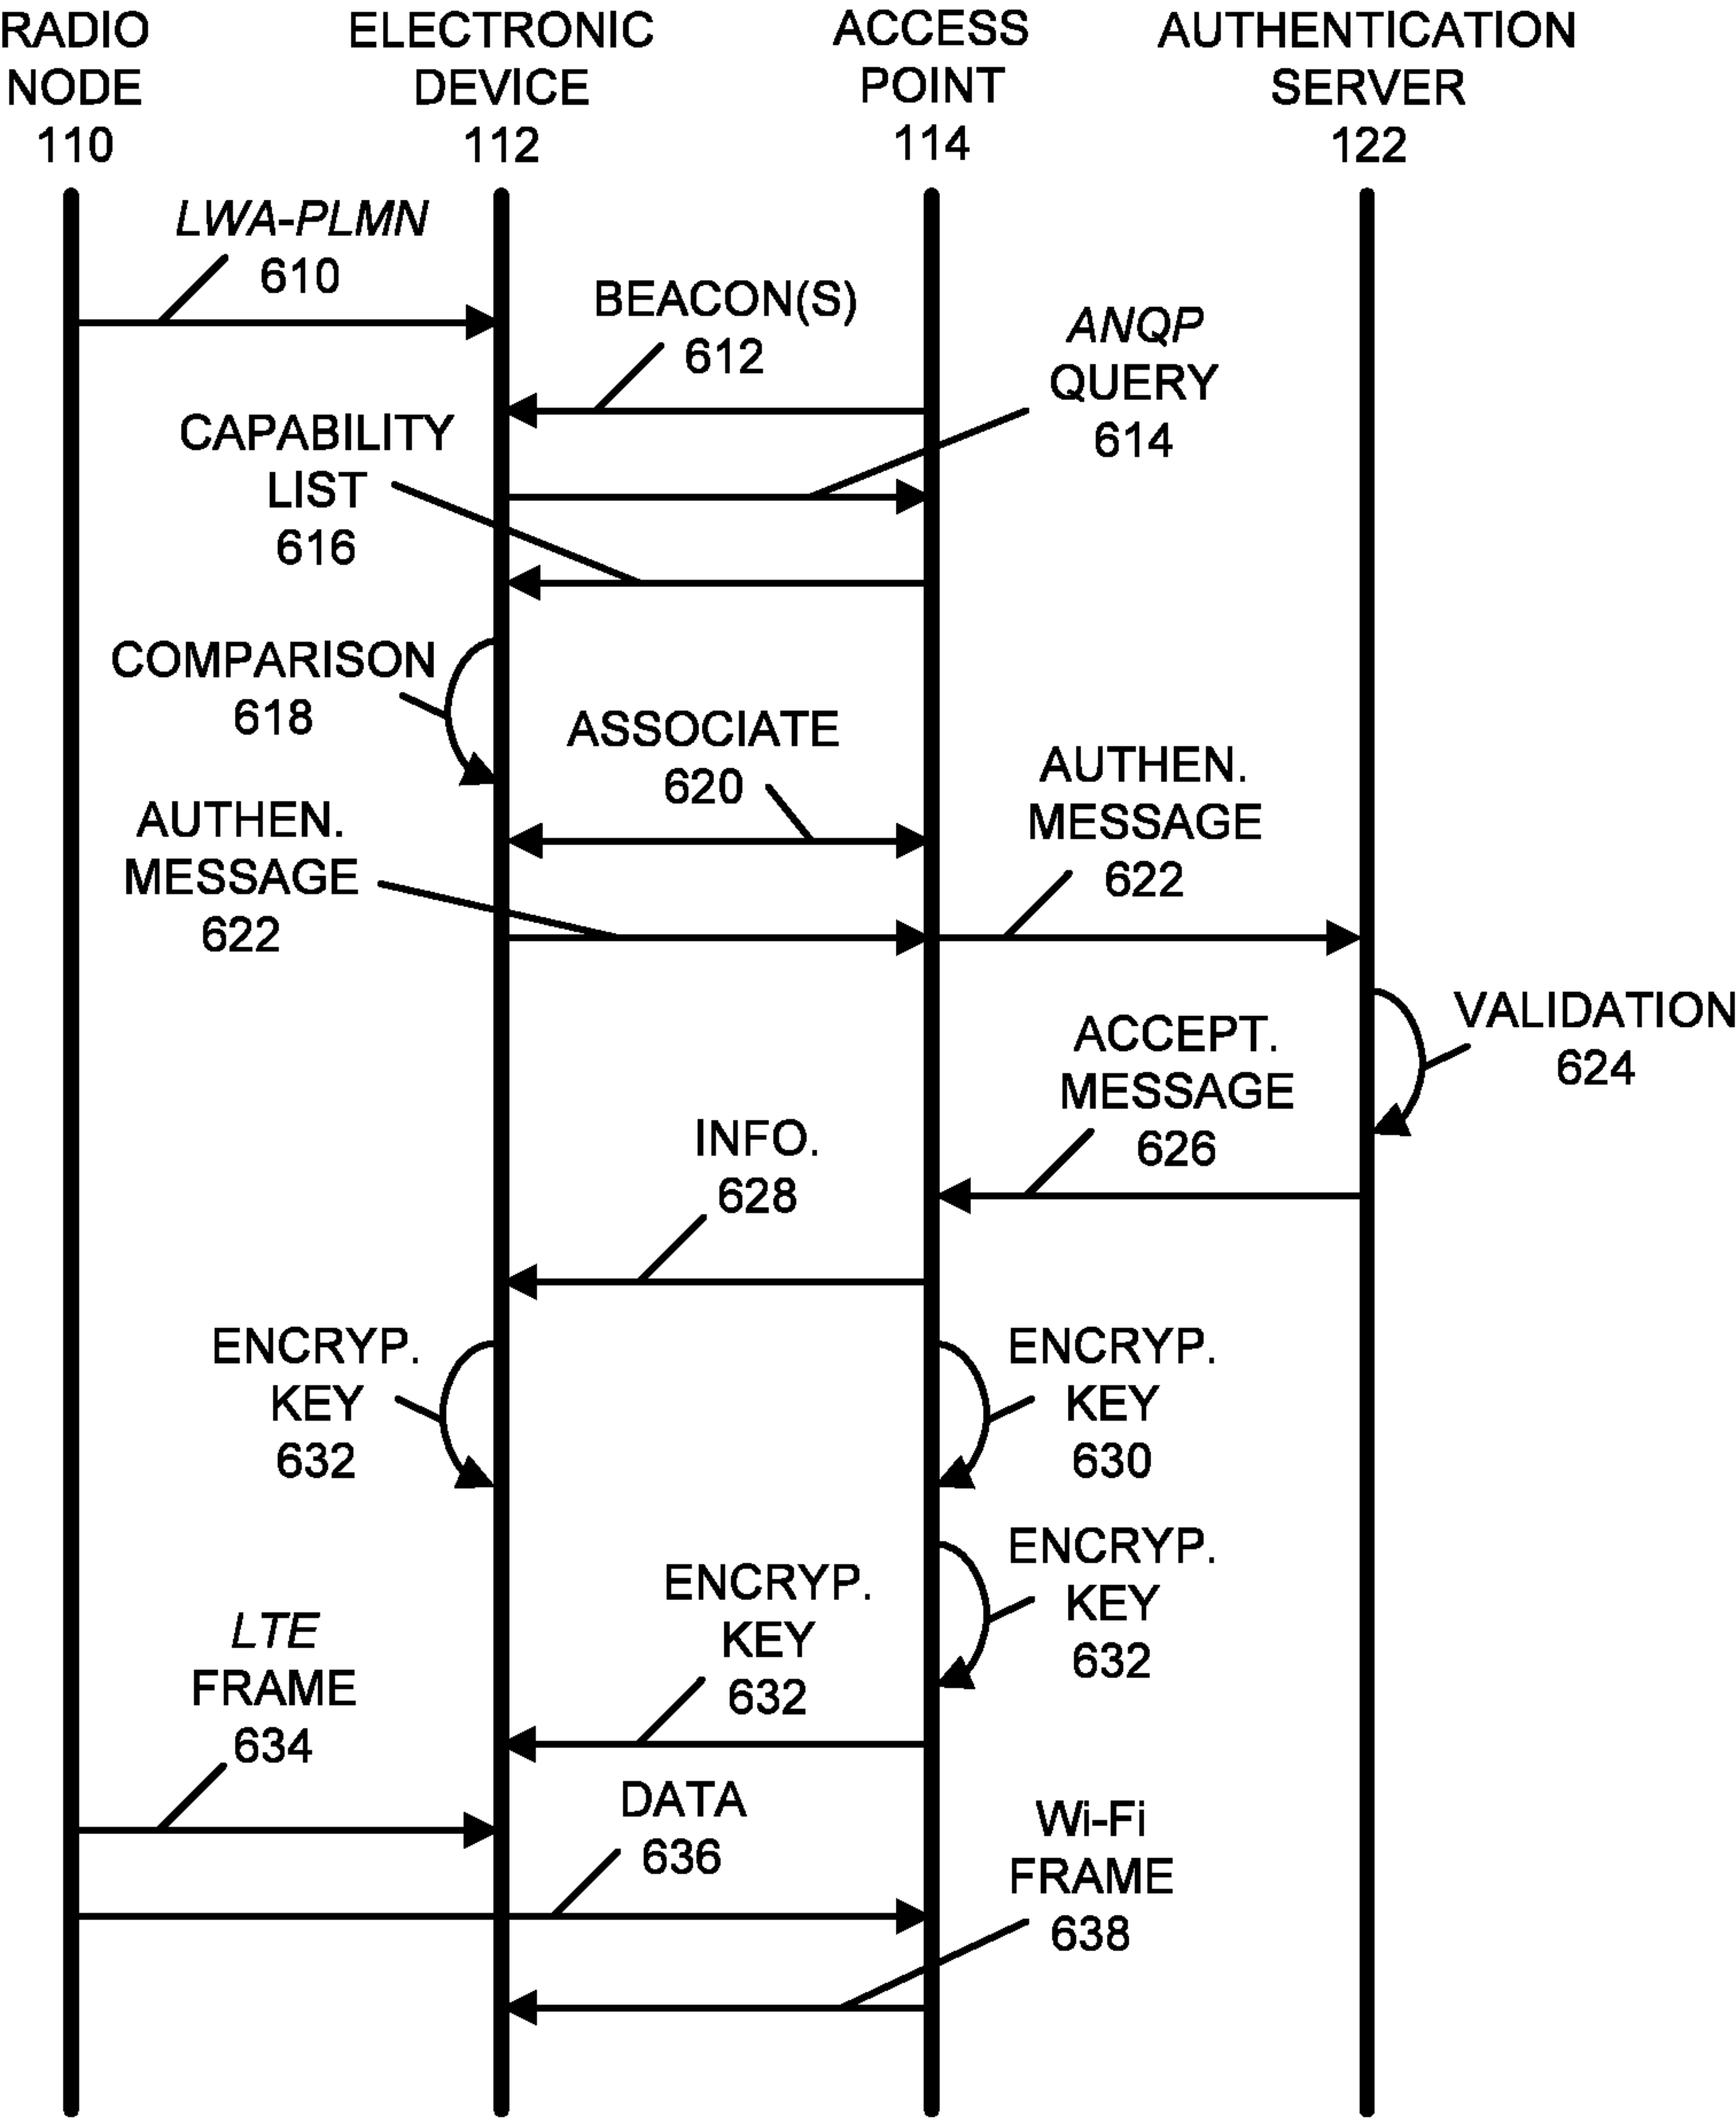 RADIO
NODE
110
ELECTRONIC
DEVICE
112
ACCESS
POINT
114
AUTHENTICATION
SERVER
122
LWA-PLMN
610
BEACON(S)
612
ANQP
QUERY
614
CAPABILITY
LIST
616
COMPARISON
618
ASSOCIATE
620
AUTHEN.
MESSAGE
622
AUTHEN.
MESSAGE
622
VALIDATION
624
ACCEPT.
MESSAGE
626
INFO.
628
ENCRYP.
KEY
632
ENCRYP.
KEY
630
ENCRYP.
KEY
632
ENCRYP.
KEY
632
LTE
FRAME
634
DATA
636
Wi-Fi
FRAME
638